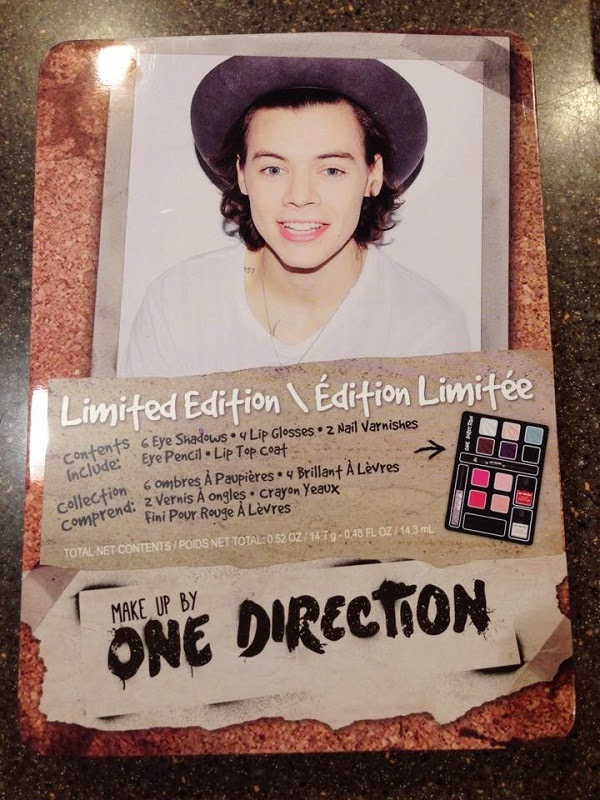 Limited Edition \ Édition Limitée
Contents Include:
6 Eye Shadows • 4 Lip Glosses • 2 Nail Varnishes
Eye Pencil • Lip Top Coat
Collection Comprend:
6 Ombres À Paupières • 4 Brillant À Lèvres
2 Vernis À Ongles • Crayon Yeaux
Fini Pour Rouge À Lèvres
TOTAL NET CONTENTS / POIDS NET TOTAL: 0.52 OZ / 14.7 g - 0.48 FL OZ / 14.3 mL
ONE DIRECTION
MAKE UP BY
ONE DIRECTION